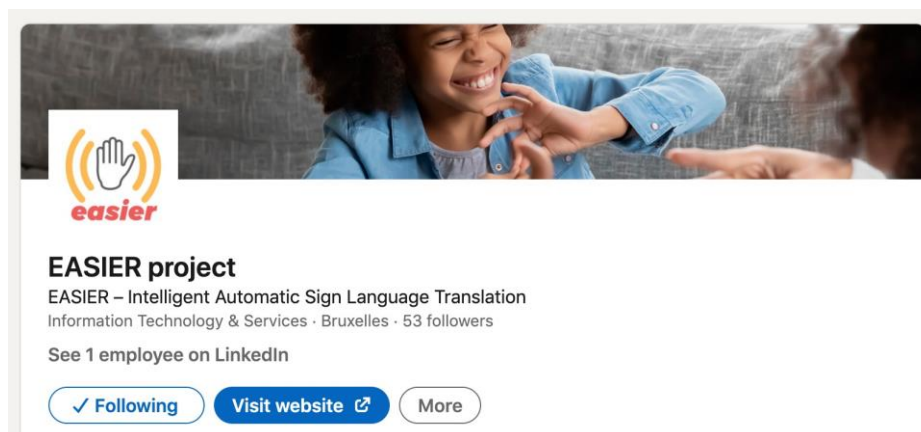 easier
EASIER project
EASIER – Intelligent Automatic Sign Language Translation
Information Technology & Services · Bruxelles · 53 followers
See 1 employee on LinkedIn
✓ Following Visit website More